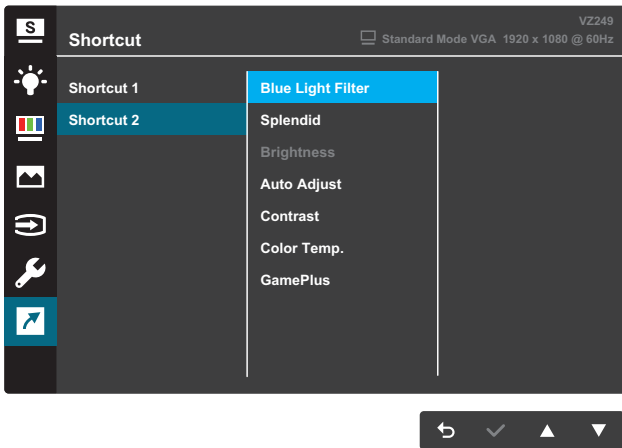 S
VZ249
Shortcut
Standard Mode VGA 1920 x 1080 @ 60Hz
Shortcut 1
Blue Light Filter
Shortcut 2
Splendid
Brightness
Auto Adjust
Contrast
Color Temp.
GamePlus